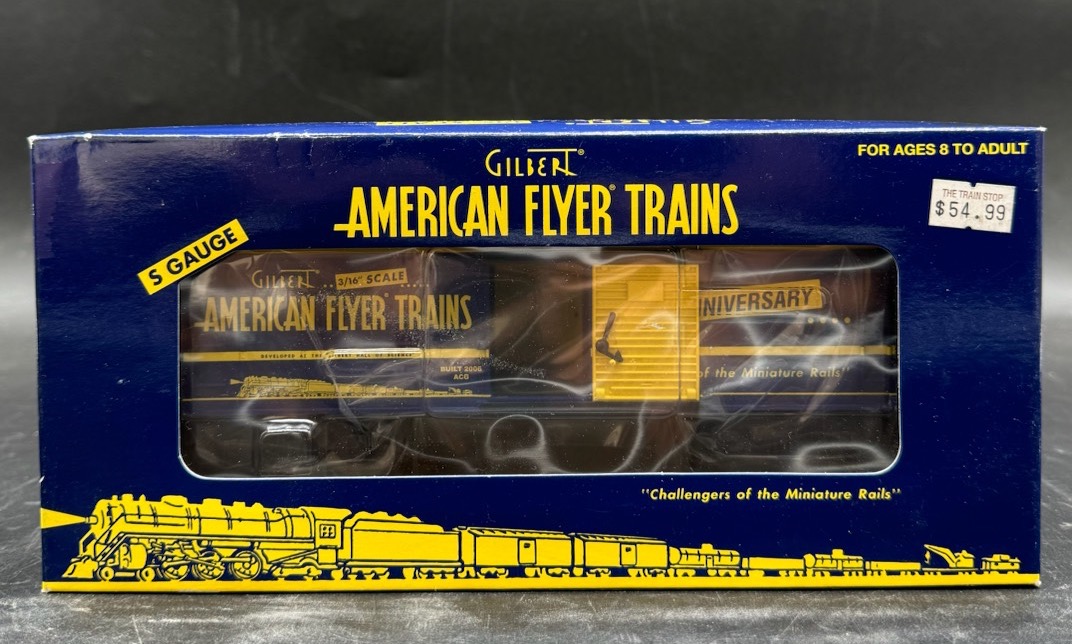 GILBERT®
FOR AGES 8 TO ADULT
AMERICAN FLYER® TRAINS
THE TRAIN STOP
$54.99
S GAUGE
GILBERT ... 3/16" SCALE .....
AMERICAN FLYER® TRAINS
NIVERSARY
DEVELOPED AT THE GILBERT HALL OF SCIENCE
BUILT 2006
ACG
of the Miniature Rails"
"Challengers of the Miniature Rails"